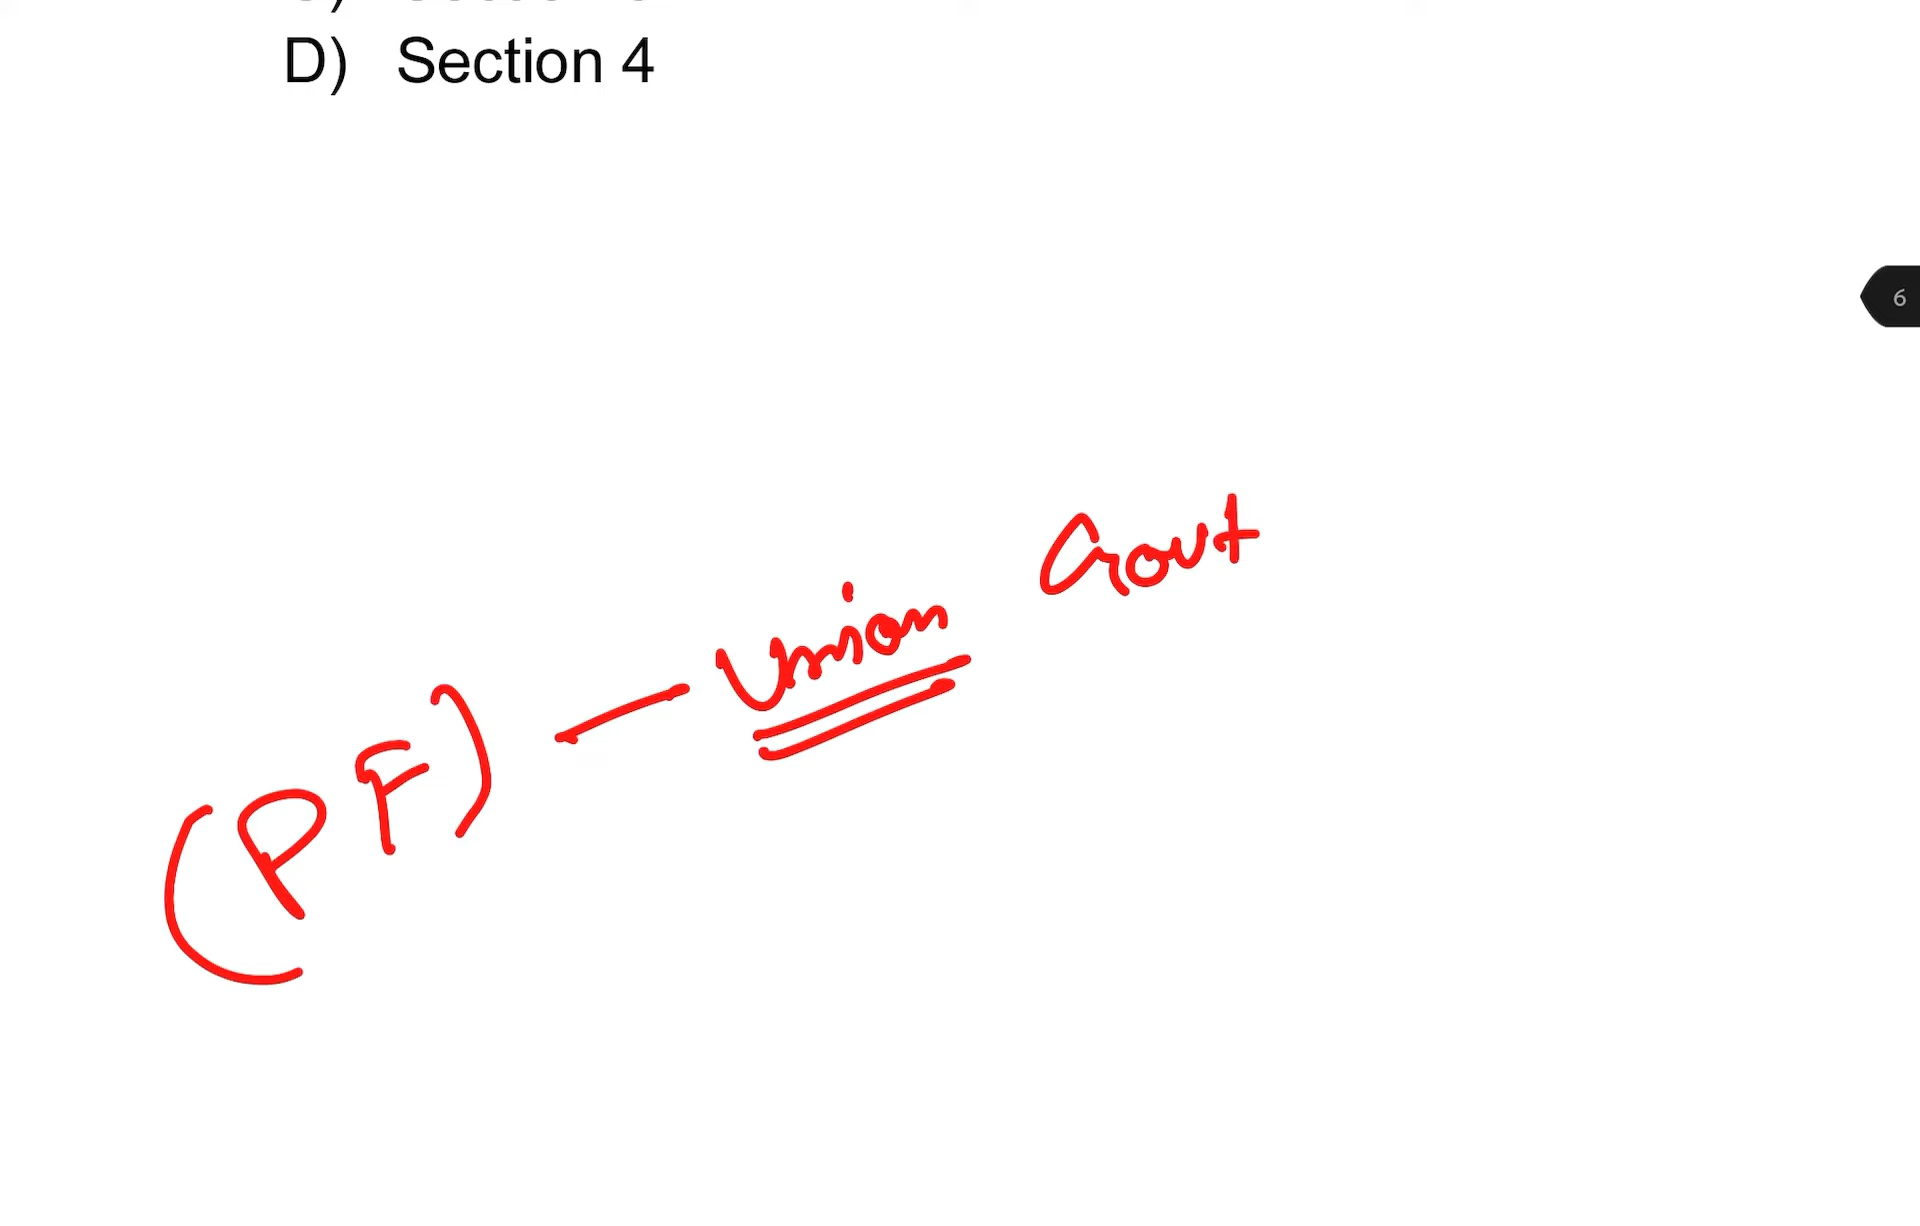 D) Section 4
6
(PF) — Union Govt